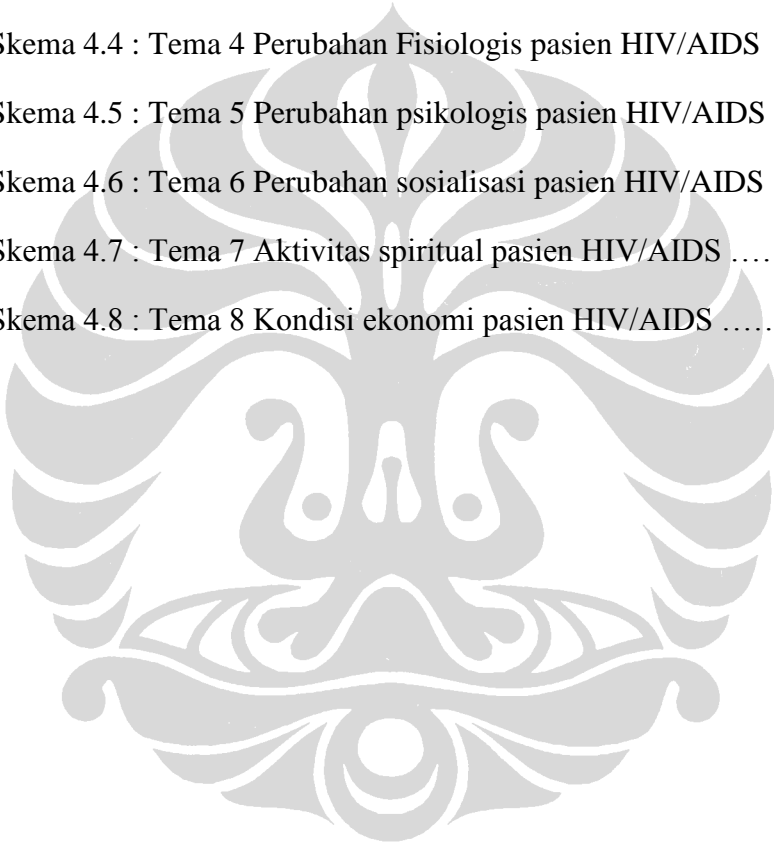 Skema 4.4 : Tema 4 Perubahan Fisiologis pasien HIV/AIDS
Skema 4.5 : Tema 5 Perubahan psikologis pasien HIV/AIDS
Skema 4.6 : Tema 6 Perubahan sosialisasi pasien HIV/AIDS
Skema 4.7 : Tema 7 Aktivitas spiritual pasien HIV/AIDS ….
Skema 4.8 : Tema 8 Kondisi ekonomi pasien HIV/AIDS …..